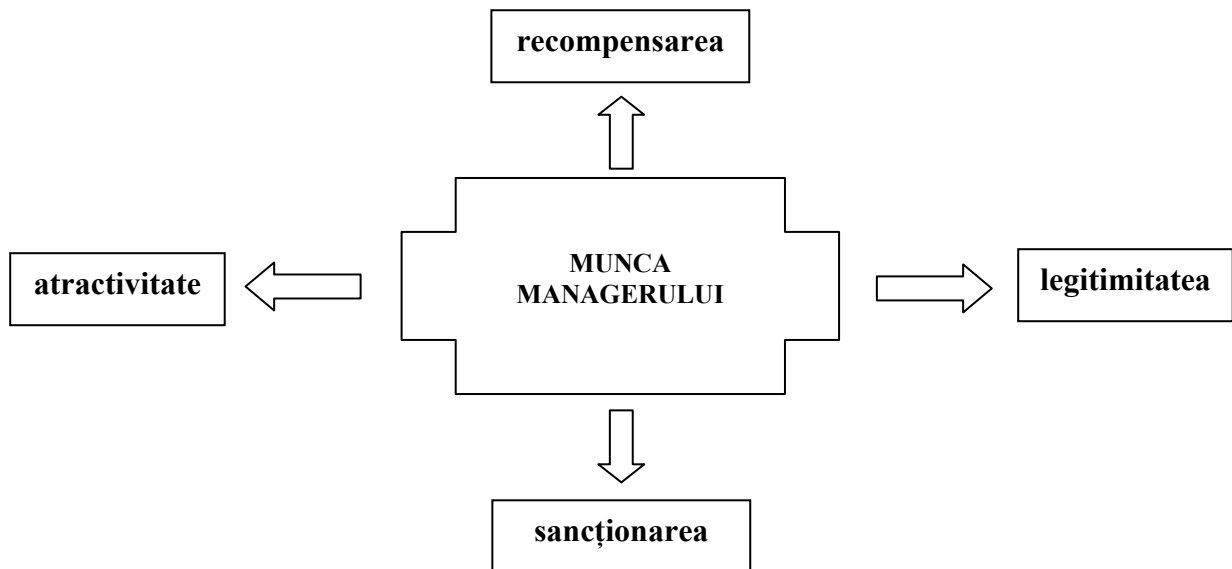 recompensarea
MUNCA
MANAGERULUI
atractivitate
legitimitatea
sancționarea